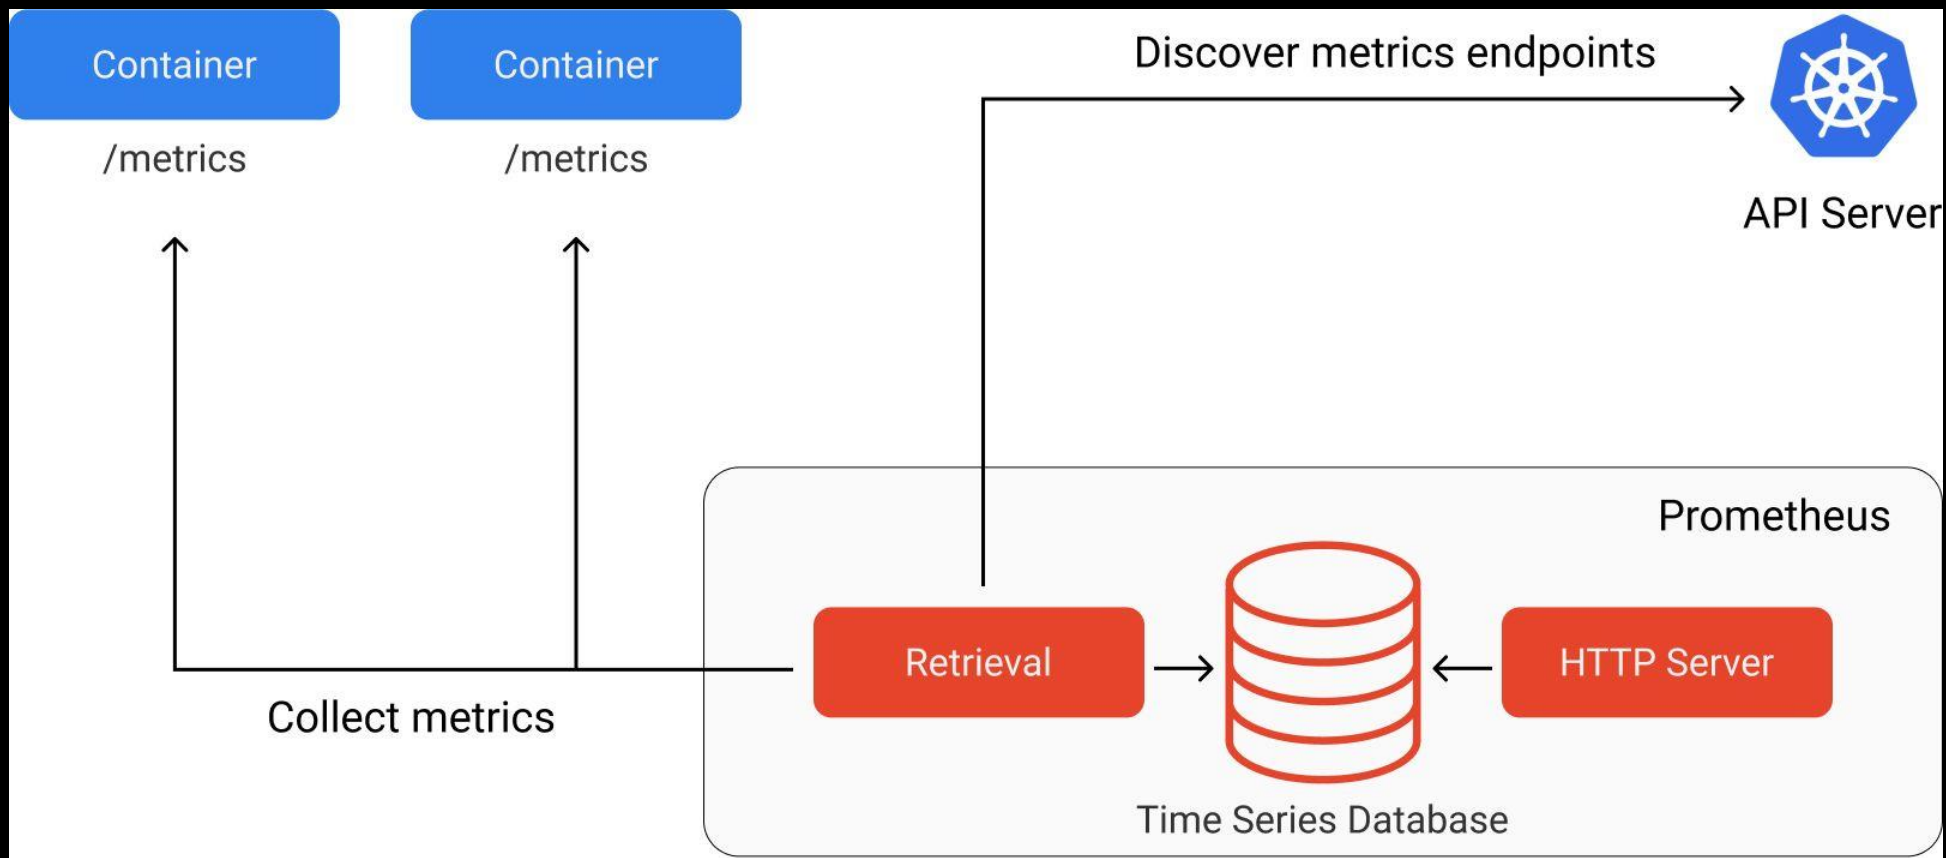 Container
Container
Discover metrics endpoints
/metrics
/metrics
API Server
Prometheus
Retrieval
HTTP Server
Collect metrics
Time Series Database